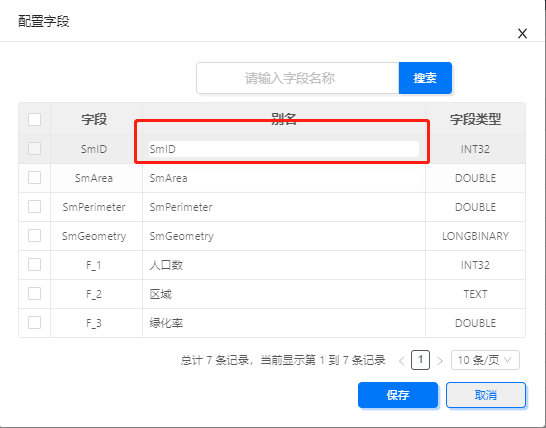 配置字段
请输入字段名称 搜索
字段 别名 字段类型
SmID SmID INT32
SmArea SmArea DOUBLE
SmPerimeter SmPerimeter DOUBLE
SmGeometry SmGeometry LONGBINARY
F_1 人口数 INT32
F_2 区域 TEXT
F_3 绿化率 DOUBLE
总计 7 条记录，当前显示第 1 到 7 条记录 < 1 > 10 条/页
保存 取消